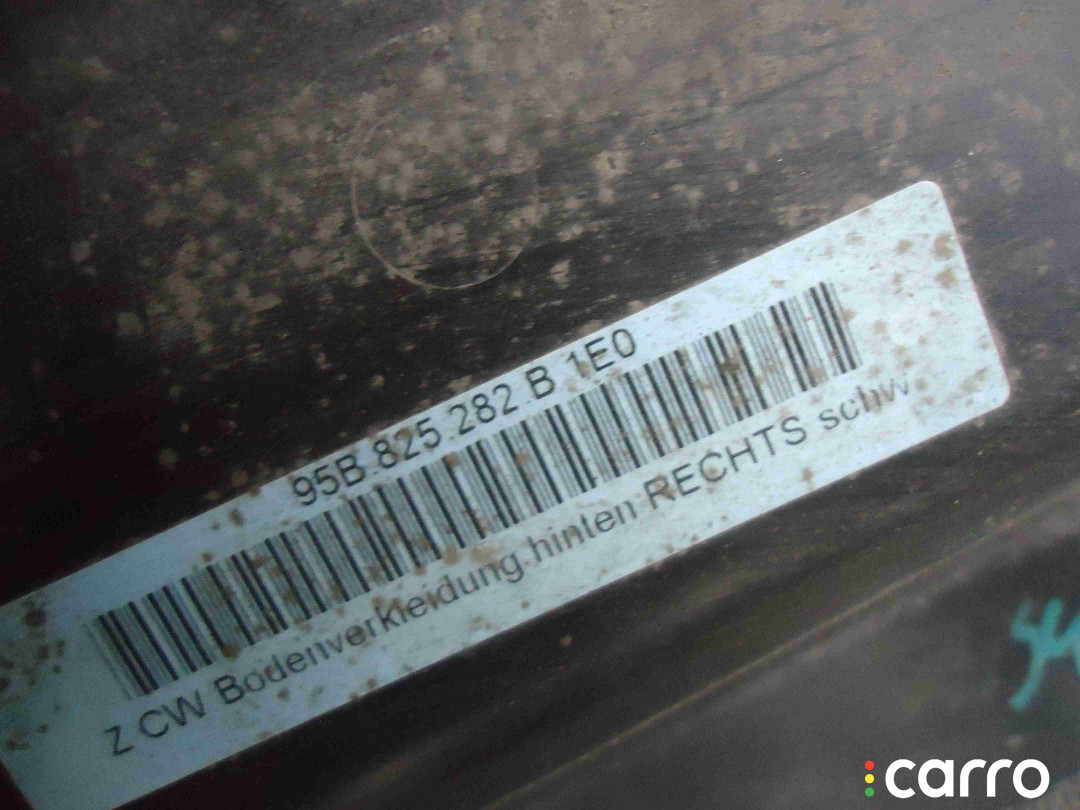 95B.825.282.B 1E0
Z CW Bodenverkleidung hinten RECHTS schw
carro